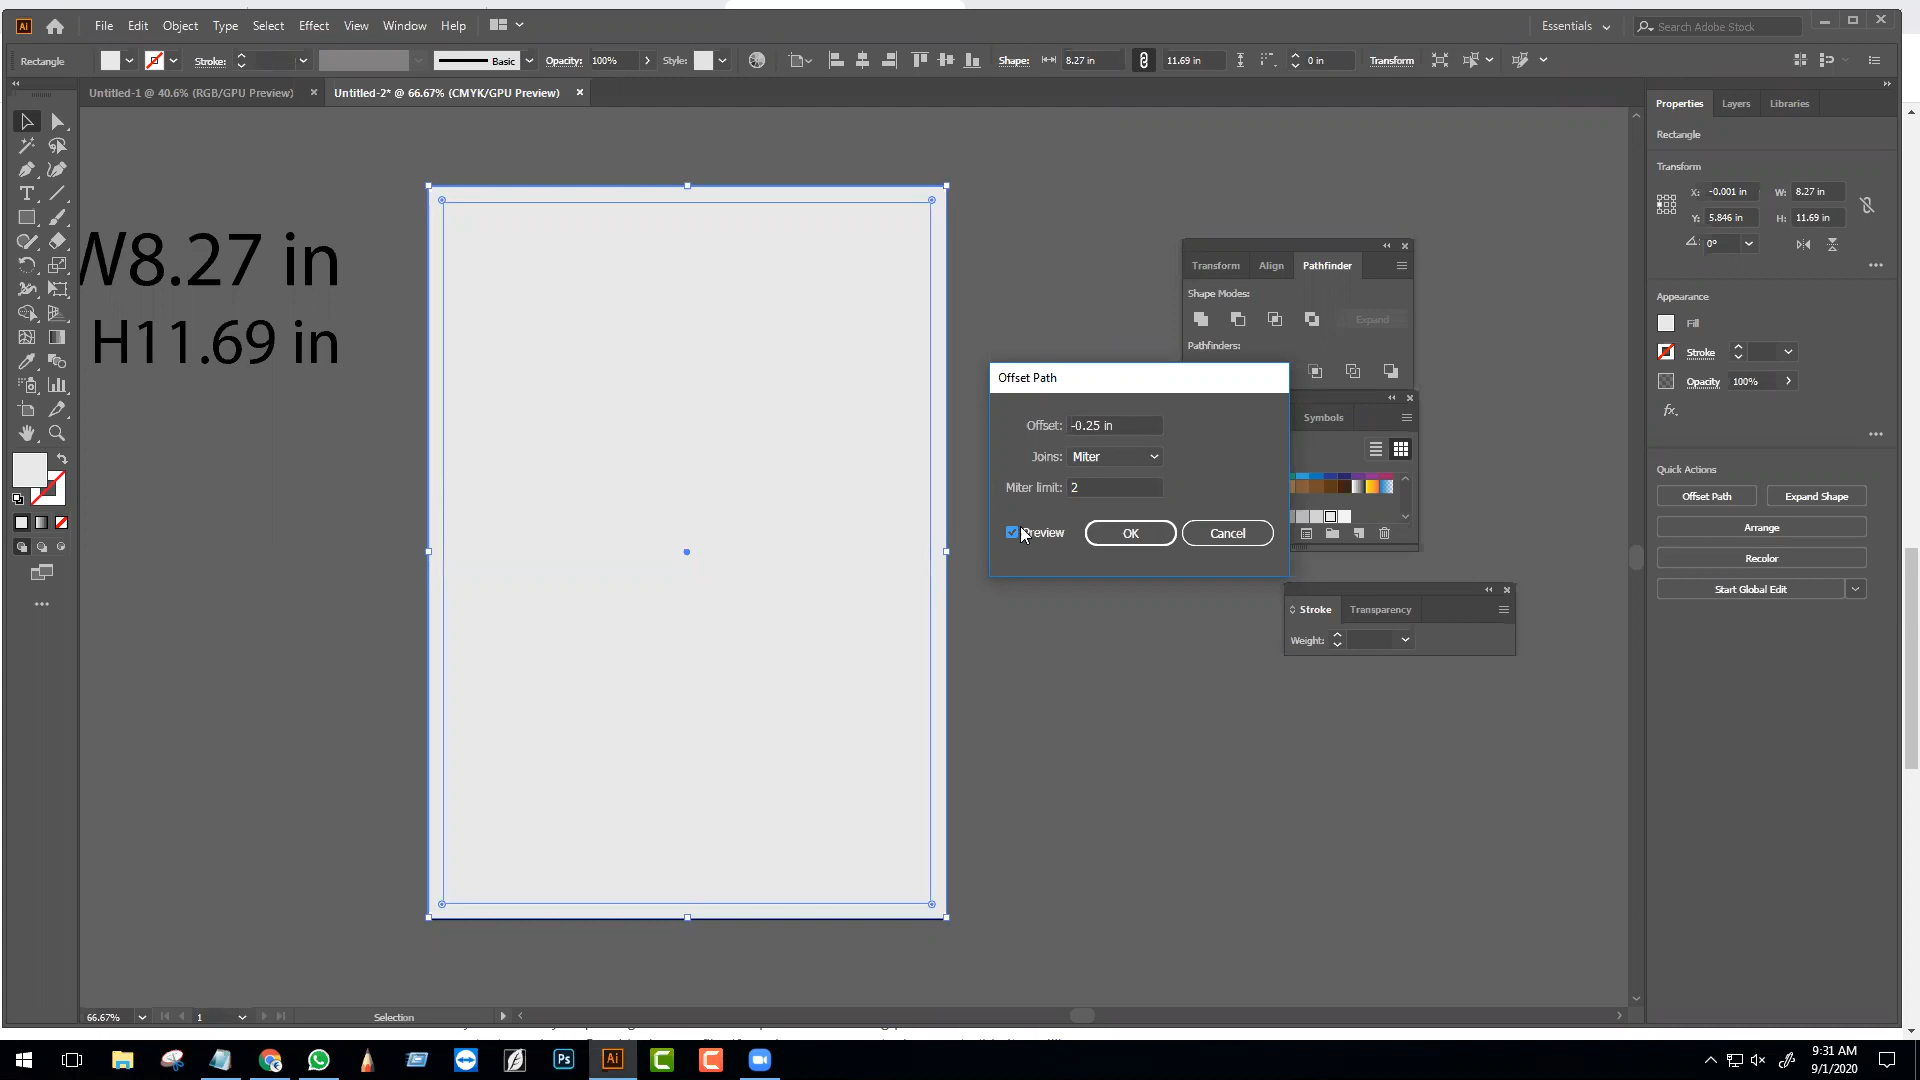 Ai File Edit Object Type Select Effect View Window Help Essentials Search Adobe Stock
Rectangle Stroke: Basic Opacity: 100% Style: Shape: 8.27 in 11.69 in 0 in Transform
Untitled-1 @ 40.6% (RGB/GPU Preview) × Untitled-2* @ 66.67% (CMYK/GPU Preview) ×
Properties Layers Libraries
Rectangle
Transform
X: -0.001 in W: 8.27 in
Y: 5.846 in H: 11.69 in
0°
Appearance
Fill
Stroke
Opacity 100%
fx.
Quick Actions
Offset Path Expand Shape
Arrange
Recolor
Start Global Edit
W8.27 in
H11.69 in
Transform Align Pathfinder
Shape Modes:
Expand
Pathfinders:
Offset Path
Offset: -0.25 in
Joins: Miter
Miter limit: 2
Preview OK Cancel
Symbols
Stroke Transparency
Weight:
66.67% 1 Selection
Ps Ai C C
9:31 AM
9/1/2020